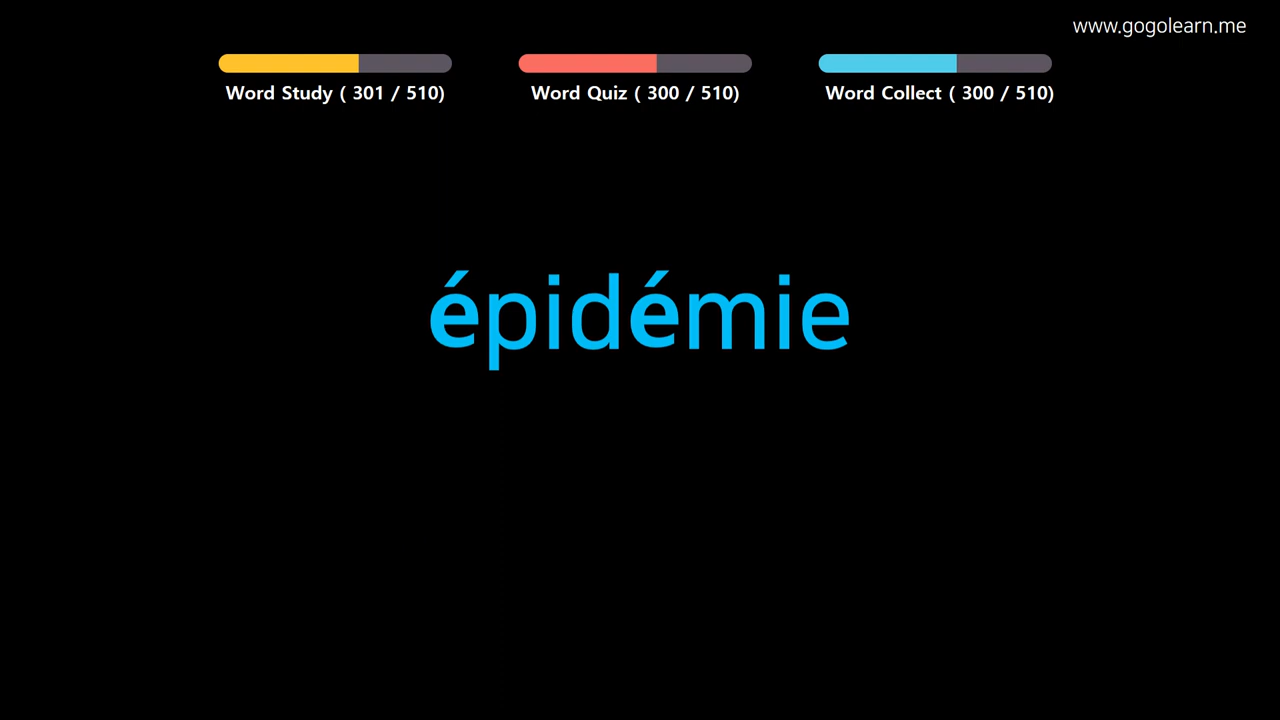 www.gogolearn.me
Word Study ( 301 / 510)
Word Quiz ( 300 / 510)
Word Collect ( 300 / 510)
épidémie